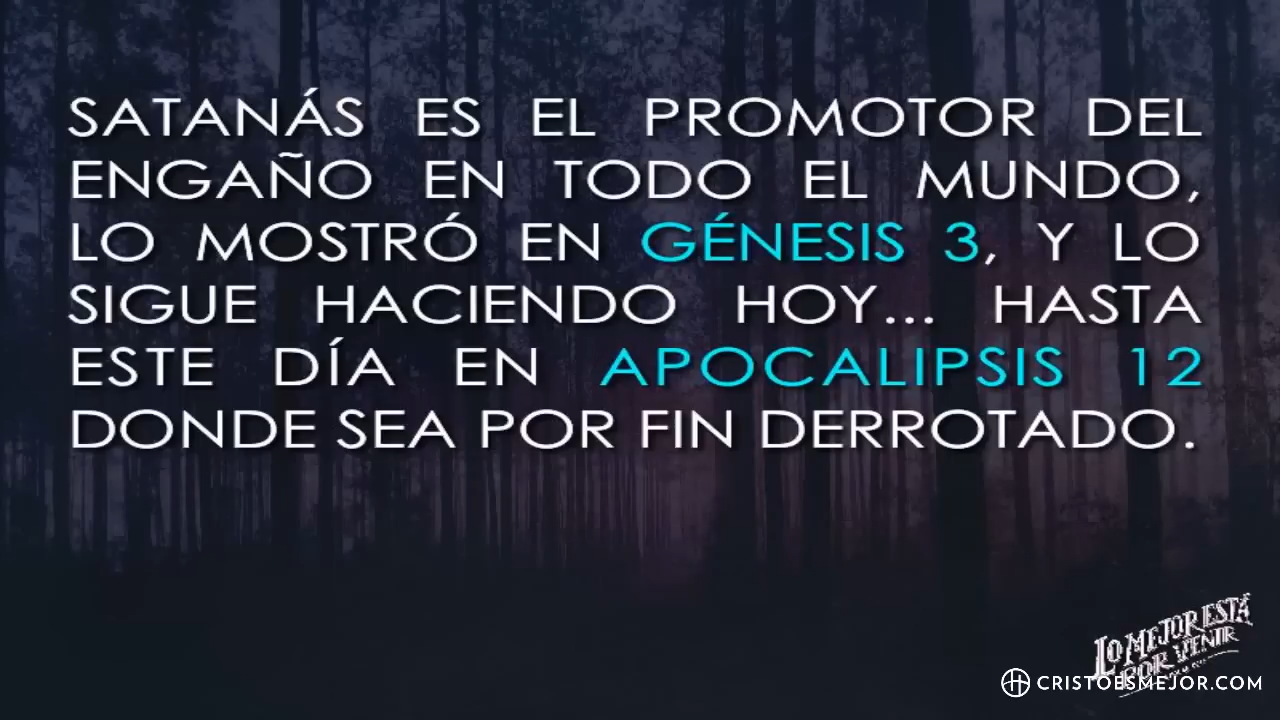 SATANÁS ES EL PROMOTOR DEL
ENGAÑO EN TODO EL MUNDO,
LO MOSTRÓ EN GÉNESIS 3, Y LO
SIGUE HACIENDO HOY... HASTA
ESTE DÍA EN APOCALIPSIS 12
DONDE SEA POR FIN DERROTADO.
LO MEJOR ESTÁ
POR VENIR
CRISTOESMEJOR.COM